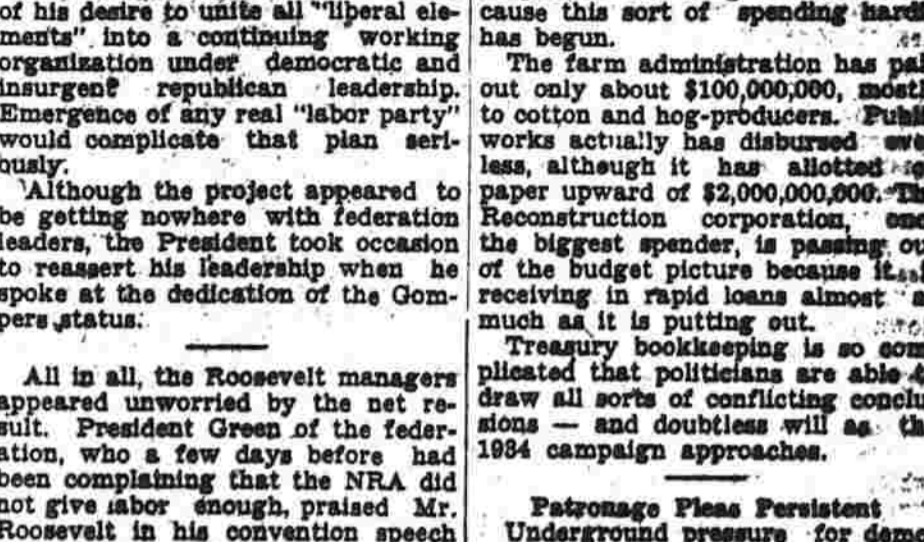 of his desire to unite all "liberal ele-
ments" into a continuing working
organization under democratic and
insurgent republican leadership.
Emergence of any real "labor party"
would complicate that plan seri-
ously.
Although the project appeared to
be getting nowhere with federation
leaders, the President took occasion
to reassert his leadership when he
spoke at the dedication of the Gom-
pers status.
All in all, the Roosevelt managers
appeared unworried by the net re-
sult. President Green of the feder-
ation, who a few days before had
been complaining that the NRA did
not give labor enough, praised Mr.
Roosevelt in his convention speech
cause this sort of spending
has begun.
The farm administration has
out only about $100,000,000,
to cotton and hog-producers.
works actually has disbursed
less, although it has allotted
paper upward of $2,000,000,000.
Reconstruction corporation,
the biggest spender, is passing
of the budget picture because it
receiving in rapid loans almost
much as it is putting out.
Treasury bookkeeping is so com
plicated that politicians are able
draw all sorts of conflicting conclu
sions — and doubtless will as
1934 campaign approaches.
Patronage Pleas Persistent
Underground pressure for